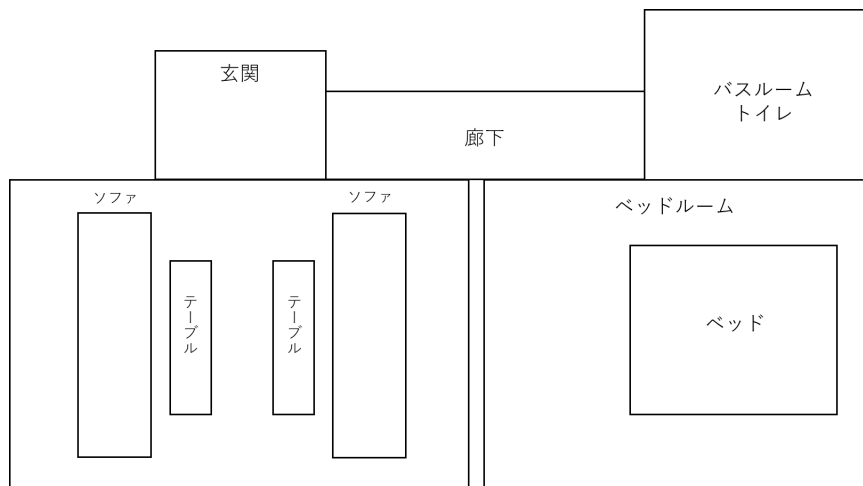 玄関
バスルーム
トイレ
廊下
ソファ
ソファ
ベッドルーム
テーブル
テーブル
ベッド